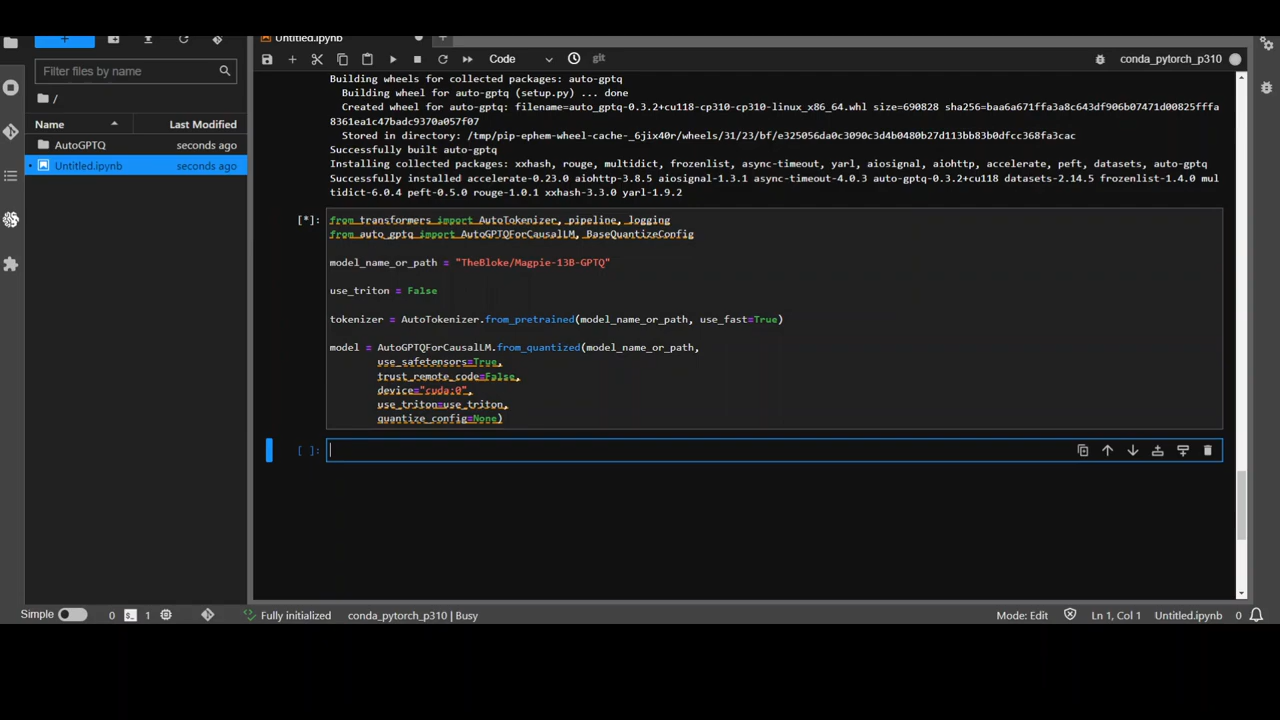 Untitled.ipynb
Filter files by name
Code
git
conda_pytorch_p310
/
Name
Last Modified
AutoGPTQ
seconds ago
Untitled.ipynb
seconds ago
Building wheels for collected packages: auto-gptq
Building wheel for auto-gptq (setup.py) ... done
Created wheel for auto-gptq: filename=auto_gptq-0.3.2+cu118-cp310-cp310-linux_x86_64.whl size=690828 sha256=baa6a671ffa3a8c643df906b07471d00825fffa
8361ea1c47badc9370a057f07
Stored in directory: /tmp/pip-ephem-wheel-cache-_6jix40r/wheels/31/23/bf/e325056da0c3090c3d4b0480b27d113bb83b0dfcc368fa3cac
Successfully built auto-gptq
Installing collected packages: xxhash, rouge, multidict, frozenlist, async-timeout, yarl, aiosignal, aiohttp, accelerate, peft, datasets, auto-gptq
Successfully installed accelerate-0.23.0 aiohttp-3.8.5 aiosignal-1.3.1 async-timeout-4.0.3 auto-gptq-0.3.2+cu118 datasets-2.14.5 frozenlist-1.4.0 mul
tidict-6.0.4 peft-0.5.0 rouge-1.0.1 xxhash-3.3.0 yarl-1.9.2
[*]:
from transformers import AutoTokenizer, pipeline, logging
from auto_gptq import AutoGPTQForCausalLM, BaseQuantizeConfig
model_name_or_path = "TheBloke/Magpie-13B-GPTQ"
use_triton = False
tokenizer = AutoTokenizer.from_pretrained(model_name_or_path, use_fast=True)
model = AutoGPTQForCausalLM.from_quantized(model_name_or_path,
use_safetensors=True,
trust_remote_code=False,
device="cuda:0",
use_triton=use_triton,
quantize_config=None)
[ ]:
Simple
0
1
Fully initialized
conda_pytorch_p310 | Busy
Mode: Edit
Ln 1, Col 1
Untitled.ipynb
0